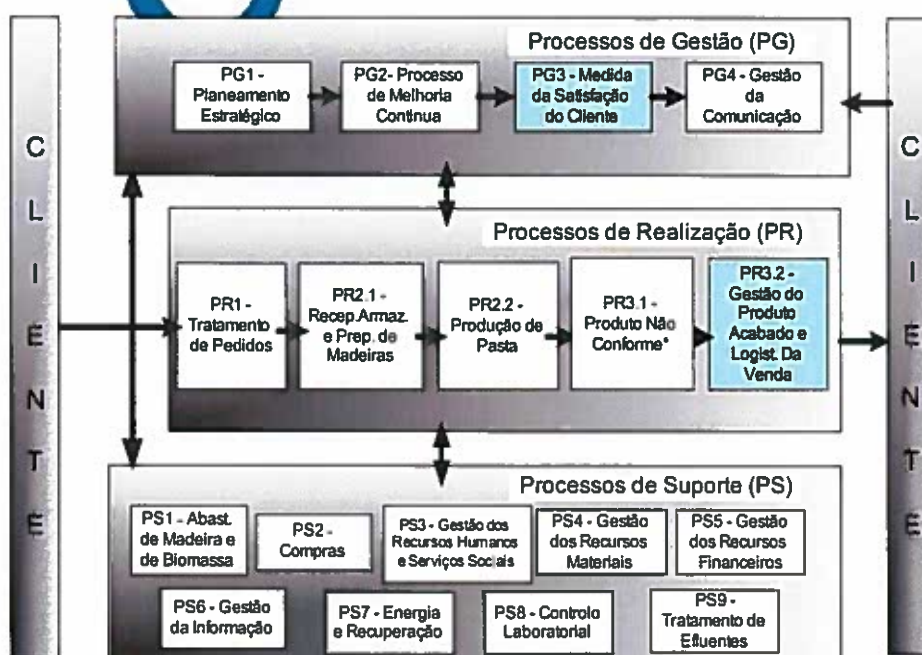 Processos de Gestão (PG)
PG1 -
Planeamento
Estratégico
PG2- Processo
de Melhoria
Continua
PG3 - Medida
da Satisfação
do Cliente
PG4 - Gestão
da
Comunicação
C
L
I
E
N
T
E
Processos de Realização (PR)
PR1 -
Tratamento
de Pedidos
PR2.1 -
Recep.Armaz.
e Prep. de
Madeiras
PR2.2 -
Produção de
Pasta
PR3.1 -
Produto Não
Conforme*
PR3.2 -
Gestão do
Produto
Acabado e
Logist. Da
Venda
C
L
I
E
N
T
E
Processos de Suporte (PS)
PS1 - Abast.
de Madeira e
de Biomassa
PS2 -
Compras
PS3 - Gestão dos
Recursos Humanos
e Serviços Sociais
PS4 - Gestão
dos Recursos
Materiais
PS5 - Gestão
dos Recursos
Financeiros
PS6 - Gestão
da Informação
PS7 - Energia
e Recuperação
PS8 - Controlo
Laboratorial
PS9 -
Tratamento de
Efluentes